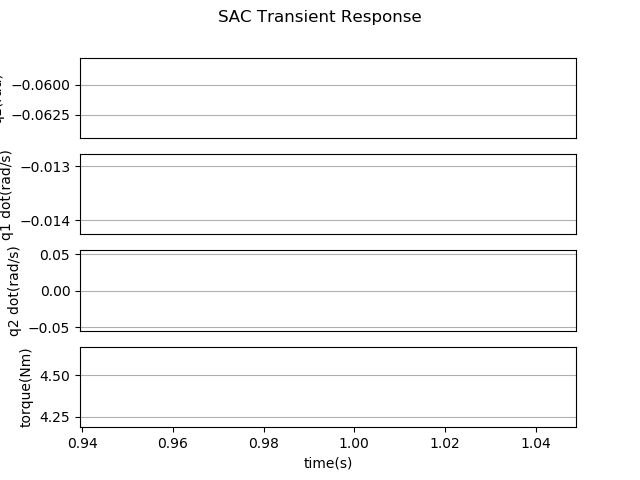 SAC Transient Response
−0.0600
−0.0625
−0.013
−0.014
q1 dot(rad/s)
0.05
0.00
−0.05
q2 dot(rad/s)
4.50
4.25
torque(Nm)
0.94 0.96 0.98 1.00 1.02 1.04
time(s)